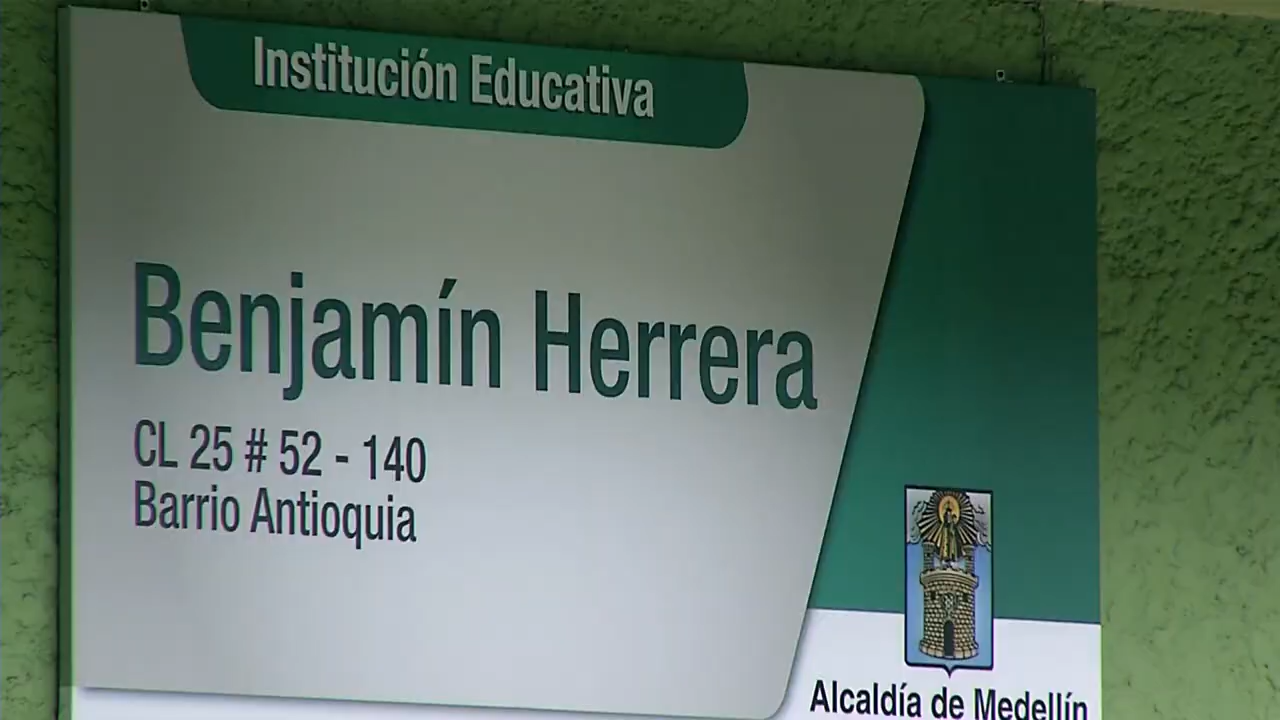 Institución Educativa
Benjamín Herrera
CL 25 # 52 - 140
Barrio Antioquia
Alcaldía de Medellín